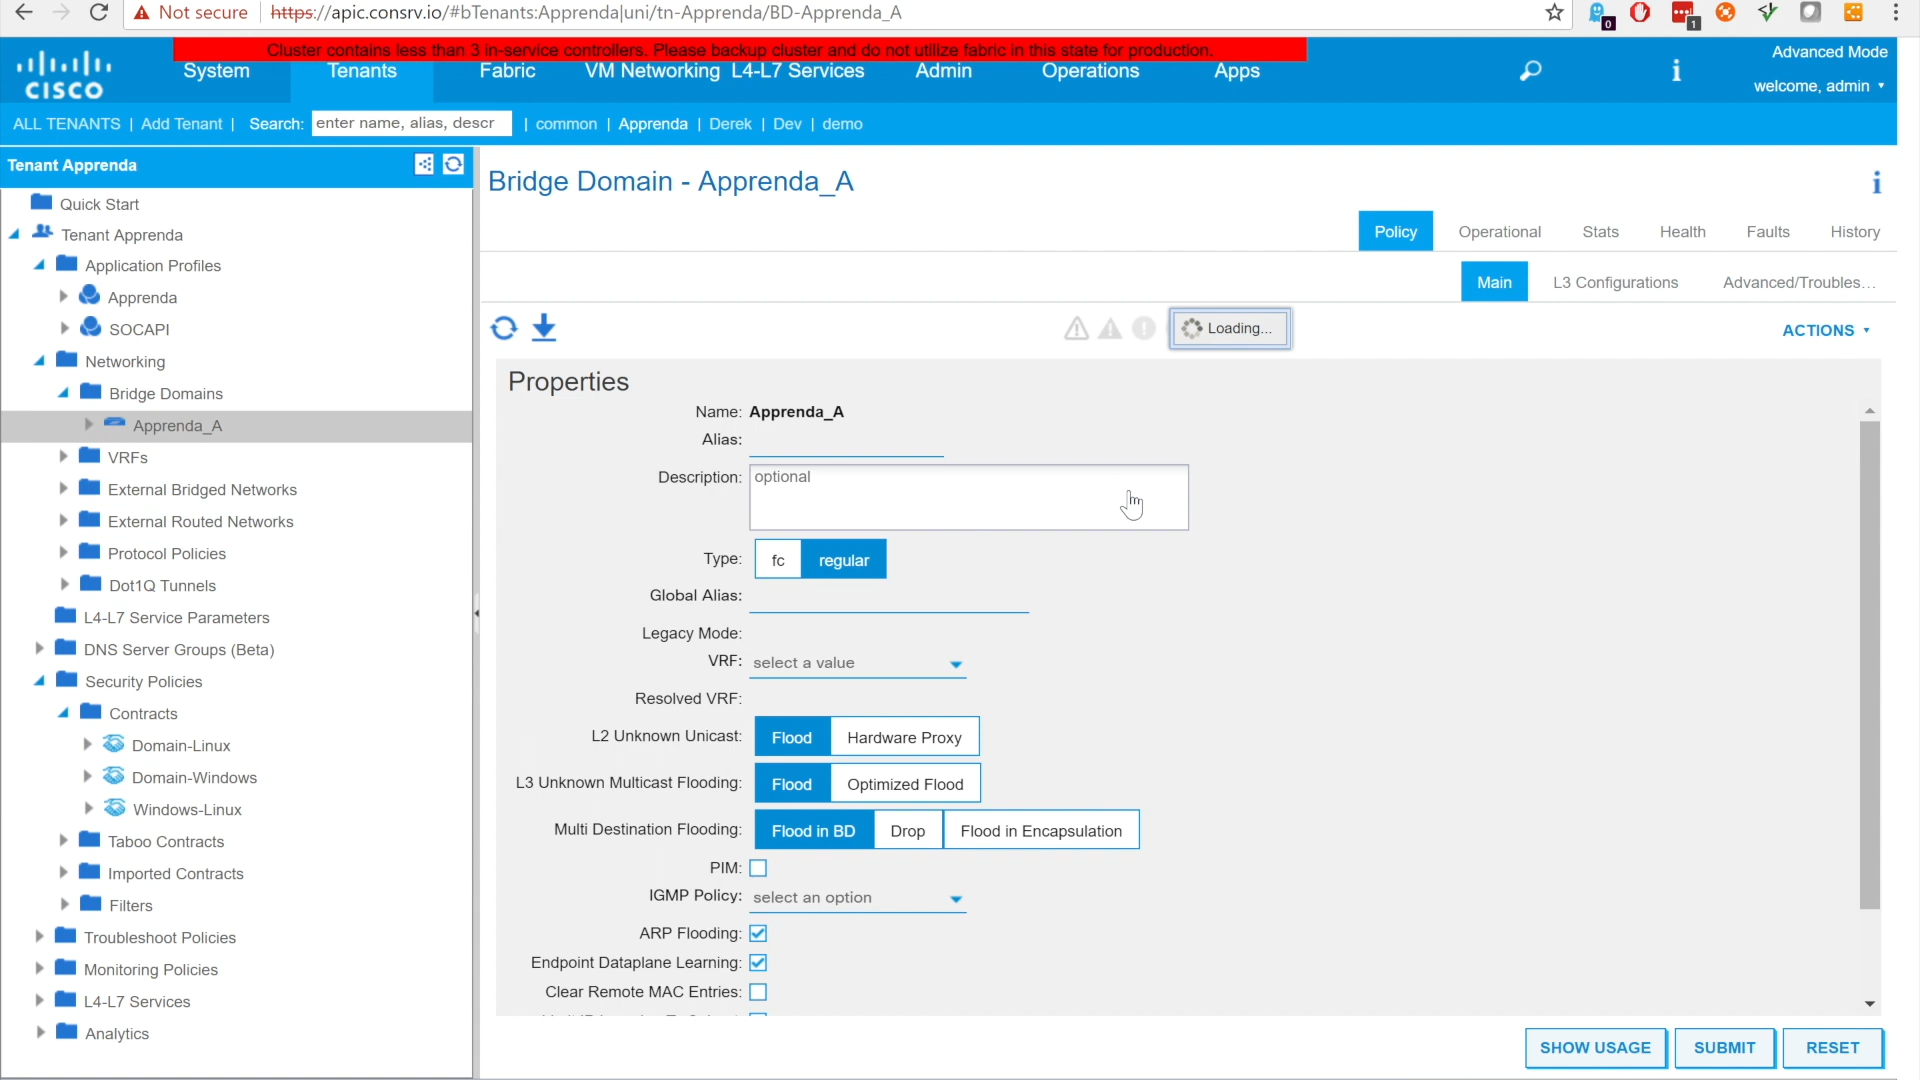 Not secure
https://apic.consrv.io/#bTenants:Apprenda|uni/tn-Apprenda/BD-Apprenda_A
0
1
Cluster contains less than 3 in-service controllers. Please backup cluster and do not utilize fabric in this state for production.
CISCO
System
Tenants
Fabric
VM Networking
L4-L7 Services
Admin
Operations
Apps
i
Advanced Mode
welcome, admin
ALL TENANTS | Add Tenant | Search: enter name, alias, descr | common | Apprenda | Derek | Dev | demo
Tenant Apprenda
Quick Start
Tenant Apprenda
Application Profiles
Apprenda
SOCAPI
Networking
Bridge Domains
Apprenda_A
VRFs
External Bridged Networks
External Routed Networks
Protocol Policies
Dot1Q Tunnels
L4-L7 Service Parameters
DNS Server Groups (Beta)
Security Policies
Contracts
Domain-Linux
Domain-Windows
Windows-Linux
Taboo Contracts
Imported Contracts
Filters
Troubleshoot Policies
Monitoring Policies
L4-L7 Services
Analytics
Bridge Domain - Apprenda_A
i
Policy
Operational
Stats
Health
Faults
History
Main
L3 Configurations
Advanced/Troubles...
Loading...
ACTIONS
Properties
Name: Apprenda_A
Alias:
Description: optional
Type: fc regular
Global Alias:
Legacy Mode:
VRF: select a value
Resolved VRF:
L2 Unknown Unicast: Flood Hardware Proxy
L3 Unknown Multicast Flooding: Flood Optimized Flood
Multi Destination Flooding: Flood in BD Drop Flood in Encapsulation
PIM:
IGMP Policy: select an option
ARP Flooding:
Endpoint Dataplane Learning:
Clear Remote MAC Entries:
SHOW USAGE
SUBMIT
RESET